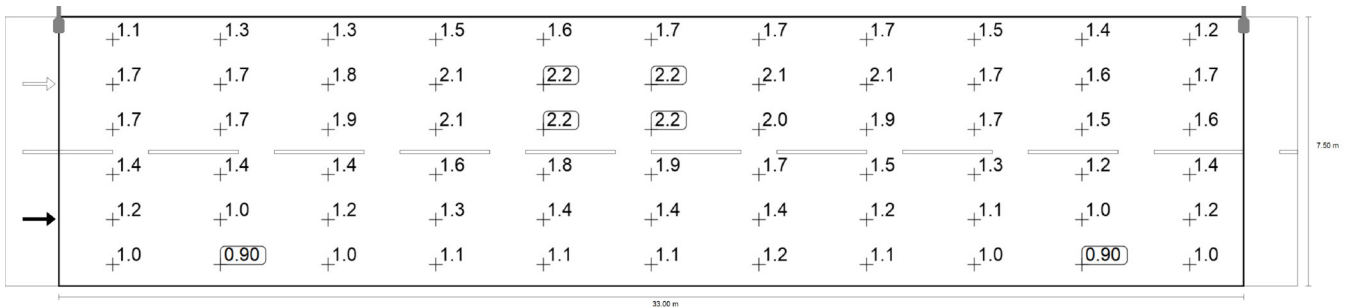 1.1 1.3 1.3 1.5 1.6 1.7 1.7 1.7 1.5 1.4 1.2
1.7 1.7 1.8 2.1 2.2 2.2 2.1 2.1 1.7 1.6 1.7
1.7 1.7 1.9 2.1 2.2 2.2 2.0 1.9 1.7 1.5 1.6
7.50 m
1.4 1.4 1.4 1.6 1.8 1.9 1.7 1.5 1.3 1.2 1.4
1.2 1.0 1.2 1.3 1.4 1.4 1.4 1.2 1.1 1.0 1.2
1.0 0.90 1.0 1.1 1.1 1.1 1.2 1.1 1.0 0.90 1.0
33.00 m